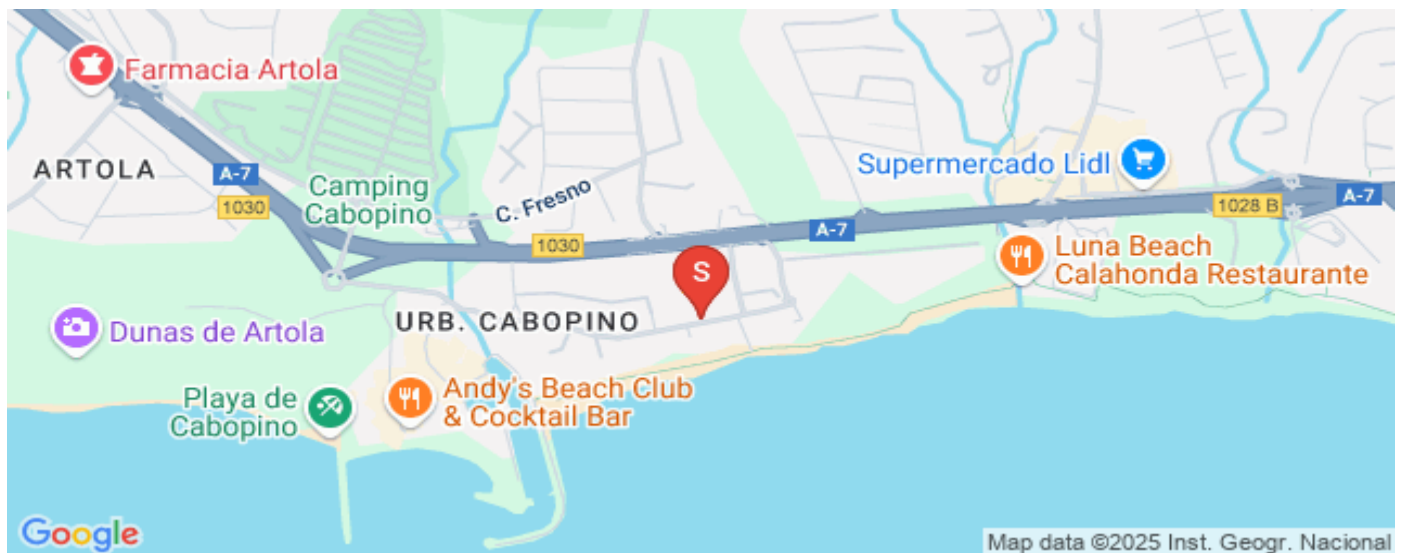 Farmacia Artola
ARTOLA
A-7
1030
Camping
Cabopino
C. Fresno
1030
S
A-7
Supermercado Lidl
1028 B
A-7
Luna Beach
Calahonda Restaurante
Dunas de Artola
URB. CABOPINO
Playa de
Cabopino
Andy's Beach Club
& Cocktail Bar
Google
Map data ©2025 Inst. Geogr. Nacional